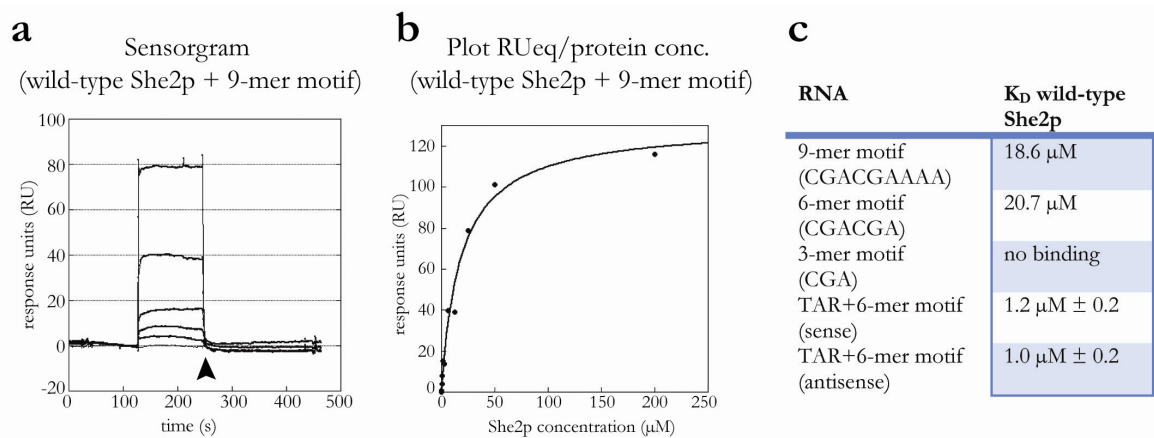 a
Sensorgram
(wild-type She2p + 9-mer motif)
100
80
60
40
20
0
-20
response units (RU)
0 100 200 300 400 500
time (s)
b
Plot RUeq/protein conc.
(wild-type She2p + 9-mer motif)
120
100
80
60
40
20
0
response units (RU)
0 50 100 150 200 250
She2p concentration (µM)
c
RNA K_D wild-type
She2p
9-mer motif 18.6 µM
(CGACGAAAA)
6-mer motif 20.7 µM
(CGACGA)
3-mer motif no binding
(CGA)
TAR+6-mer motif 1.2 µM ± 0.2
(sense)
TAR+6-mer motif 1.0 µM ± 0.2
(antisense)